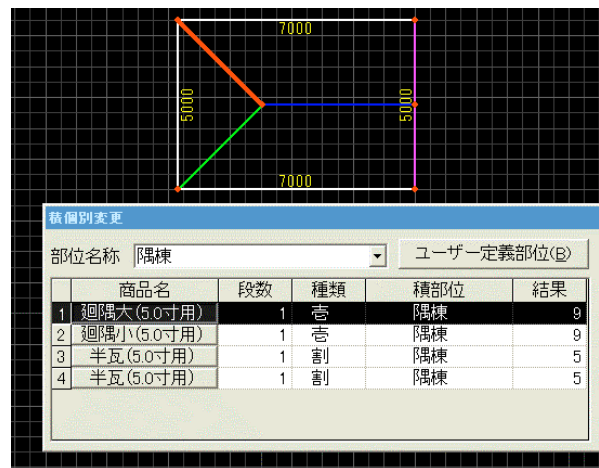 7000
5000
5000
7000
積個別変更
部位名称 隅棟 ユーザー定義部位(B)
商品名 段数 種類 積部位 結果
1 廻隅大(5.0寸用) 1 壱 隅棟 9
2 廻隅小(5.0寸用) 1 壱 隅棟 9
3 半瓦(5.0寸用) 1 割 隅棟 5
4 半瓦(5.0寸用) 1 割 隅棟 5